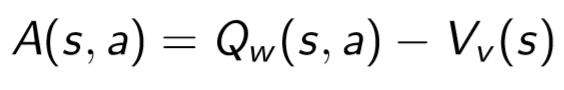 A(s, a) = Q_w(s, a) − V_v(s)